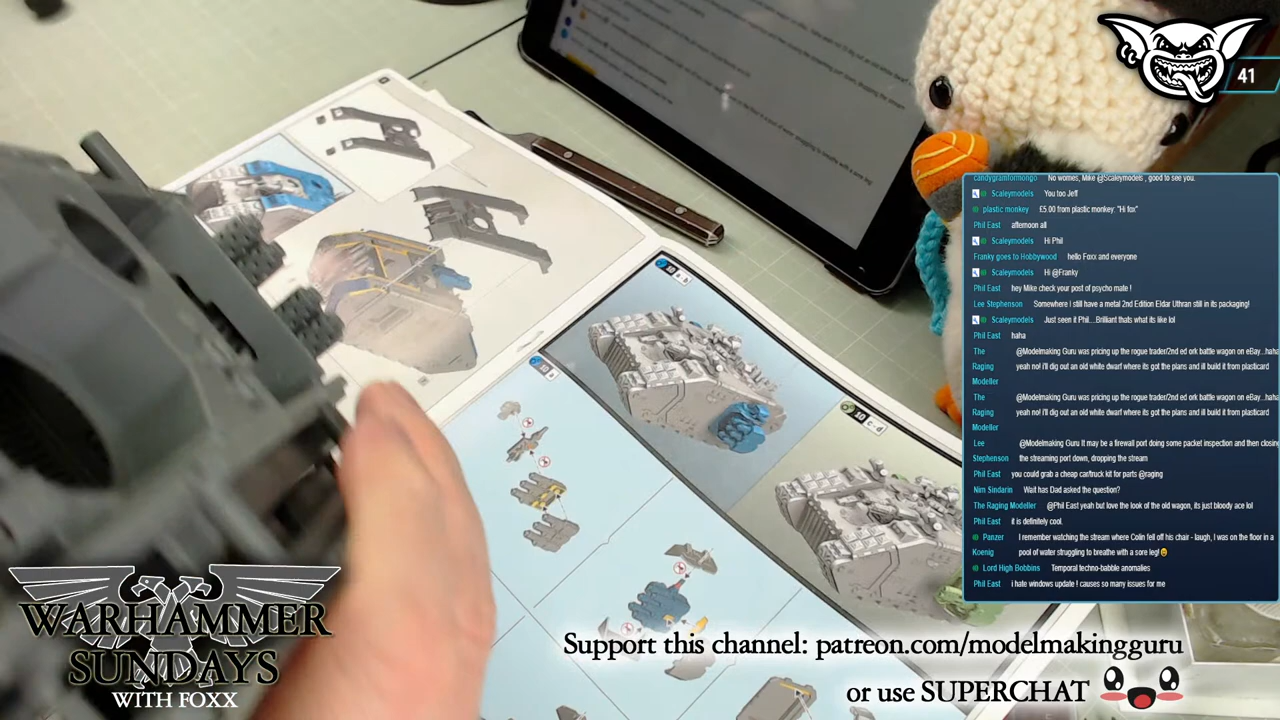 41
candygramformongo No worries, Mike @Scaleymodels , good to see you.
Scaleymodels You too Jeff
plastic monkey £5.00 from plastic monkey: "Hi fox"
Phil East afternoon all
Scaleymodels Hi Phil
Franky goes to Hobbywood hello Foxx and everyone
Scaleymodels Hi @Franky
Phil East hey Mike check your post of psycho mate !
Lee Stephenson Somewhere I still have a metal 2nd Edition Eldar Uthran still in its packaging!
Scaleymodels Just seen it Phil....Brilliant thats what its like lol
Phil East haha
The @Modelmaking Guru was pricing up the rogue trader/2nd ed ork battle wagon on eBay...haha
Raging yeah no! i'll dig out an old white dwarf where its got the plans and ill build it from plasticard
Modeller
The @Modelmaking Guru was pricing up the rogue trader/2nd ed ork battle wagon on eBay...haha
Raging yeah no! i'll dig out an old white dwarf where its got the plans and ill build it from plasticard
Modeller
Lee @Modelmaking Guru It may be a firewall port doing some packet inspection and then closing
Stephenson the streaming port down, dropping the stream
Phil East you could grab a cheap car/truck kit for parts @raging
Nim Sindarin Wait has Dad asked the question?
The Raging Modeller @Phil East yeah but love the look of the old wagon, its just bloody ace lol
Phil East it is definitely cool.
Panzer I remember watching the stream where Colin fell off his chair - laugh, I was on the floor in a
Koenig pool of water struggling to breathe with a sore leg!
Lord High Bobbins Temporal techno-babble anomalies
Phil East i hate windows update ! causes so many issues for me
10 a - b
10 c - d
WARHAMMER
SUNDAYS
WITH FOXX
Support this channel: patreon.com/modelmakingguru
or use SUPERCHAT